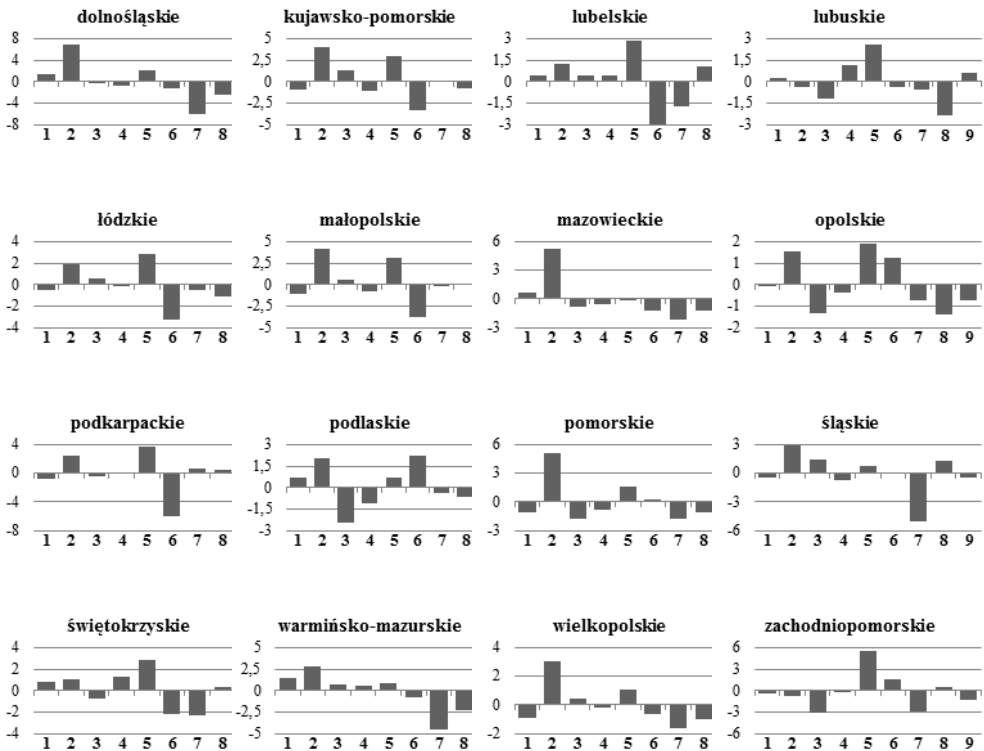 dolnośląskie
8
4
0
-4
-8
1 2 3 4 5 6 7 8
kujawsko-pomorskie
5
2,5
0
-2,5
-5
1 2 3 4 5 6 7 8
lubelskie
3
1,5
0
-1,5
-3
1 2 3 4 5 6 7 8
lubuskie
3
1,5
0
-1,5
-3
1 2 3 4 5 6 7 8 9
łódzkie
4
2
0
-2
-4
1 2 3 4 5 6 7 8
małopolskie
5
2,5
0
-2,5
-5
1 2 3 4 5 6 7 8
mazowieckie
6
3
0
-3
1 2 3 4 5 6 7 8
opolskie
2
1
0
-1
-2
1 2 3 4 5 6 7 8 9
podkarpackie
4
0
-4
-8
1 2 3 4 5 6 7 8
podlaskie
3
1,5
0
-1,5
-3
1 2 3 4 5 6 7 8
pomorskie
6
3
0
-3
1 2 3 4 5 6 7 8
śląskie
3
0
-3
-6
1 2 3 4 5 6 7 8 9
świętokrzyskie
4
2
0
-2
-4
1 2 3 4 5 6 7 8
warmińsko-mazurskie
5
2,5
0
-2,5
-5
1 2 3 4 5 6 7 8
wielkopolskie
4
2
0
-2
1 2 3 4 5 6 7 8
zachodniopomorskie
6
3
0
-3
-6
1 2 3 4 5 6 7 8 9